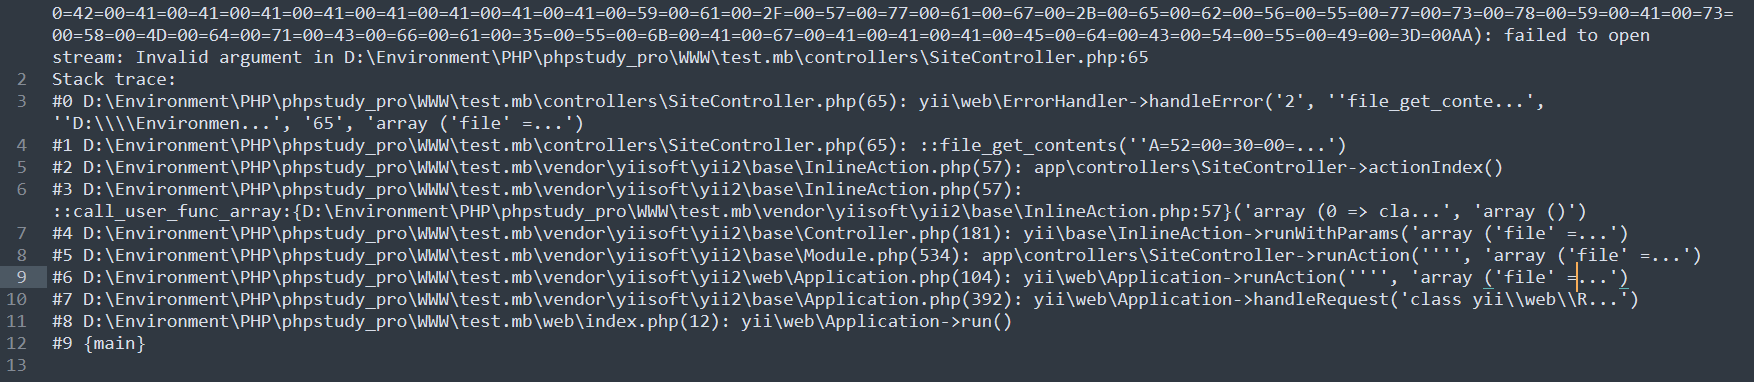 0=42=00=41=00=41=00=41=00=41=00=41=00=41=00=41=00=41=00=41=00=59=00=61=00=2F=00=57=00=77=00=61=00=67=00=2B=00=65=00=62=00=56=00=55=00=77=00=73=00=78=00=59=00=41=00=73=
00=58=00=4D=00=64=00=71=00=43=00=66=00=61=00=35=00=55=00=6B=00=41=00=67=00=41=00=41=00=41=00=45=00=64=00=43=00=54=00=55=00=49=00=3D=00AA): failed to open
stream: Invalid argument in D:\Environment\PHP\phpstudy_pro\WWW\test.mb\controllers\SiteController.php:65
2 Stack trace:
3 #0 D:\Environment\PHP\phpstudy_pro\WWW\test.mb\controllers\SiteController.php(65): yii\web\ErrorHandler->handleError('2', ''file_get_conte...',
''D:\\\\Environmen...', '65', 'array ('file' =...')
4 #1 D:\Environment\PHP\phpstudy_pro\WWW\test.mb\controllers\SiteController.php(65): ::file_get_contents(''A=52=00=30=00=...')
5 #2 D:\Environment\PHP\phpstudy_pro\WWW\test.mb\vendor\yiisoft\yii2\base\InlineAction.php(57): app\controllers\SiteController->actionIndex()
6 #3 D:\Environment\PHP\phpstudy_pro\WWW\test.mb\vendor\yiisoft\yii2\base\InlineAction.php(57):
::call_user_func_array:{D:\Environment\PHP\phpstudy_pro\WWW\test.mb\vendor\yiisoft\yii2\base\InlineAction.php:57}('array (0 => cla...', 'array ()')
7 #4 D:\Environment\PHP\phpstudy_pro\WWW\test.mb\vendor\yiisoft\yii2\base\Controller.php(181): yii\base\InlineAction->runWithParams('array ('file' =...')
8 #5 D:\Environment\PHP\phpstudy_pro\WWW\test.mb\vendor\yiisoft\yii2\base\Module.php(534): app\controllers\SiteController->runAction('''', 'array ('file' =...')
9 #6 D:\Environment\PHP\phpstudy_pro\WWW\test.mb\vendor\yiisoft\yii2\web\Application.php(104): yii\web\Application->runAction('''', 'array ('file' =...')
10 #7 D:\Environment\PHP\phpstudy_pro\WWW\test.mb\vendor\yiisoft\yii2\base\Application.php(392): yii\web\Application->handleRequest('class yii\\web\\R...')
11 #8 D:\Environment\PHP\phpstudy_pro\WWW\test.mb\web\index.php(12): yii\web\Application->run()
12 #9 {main}
13